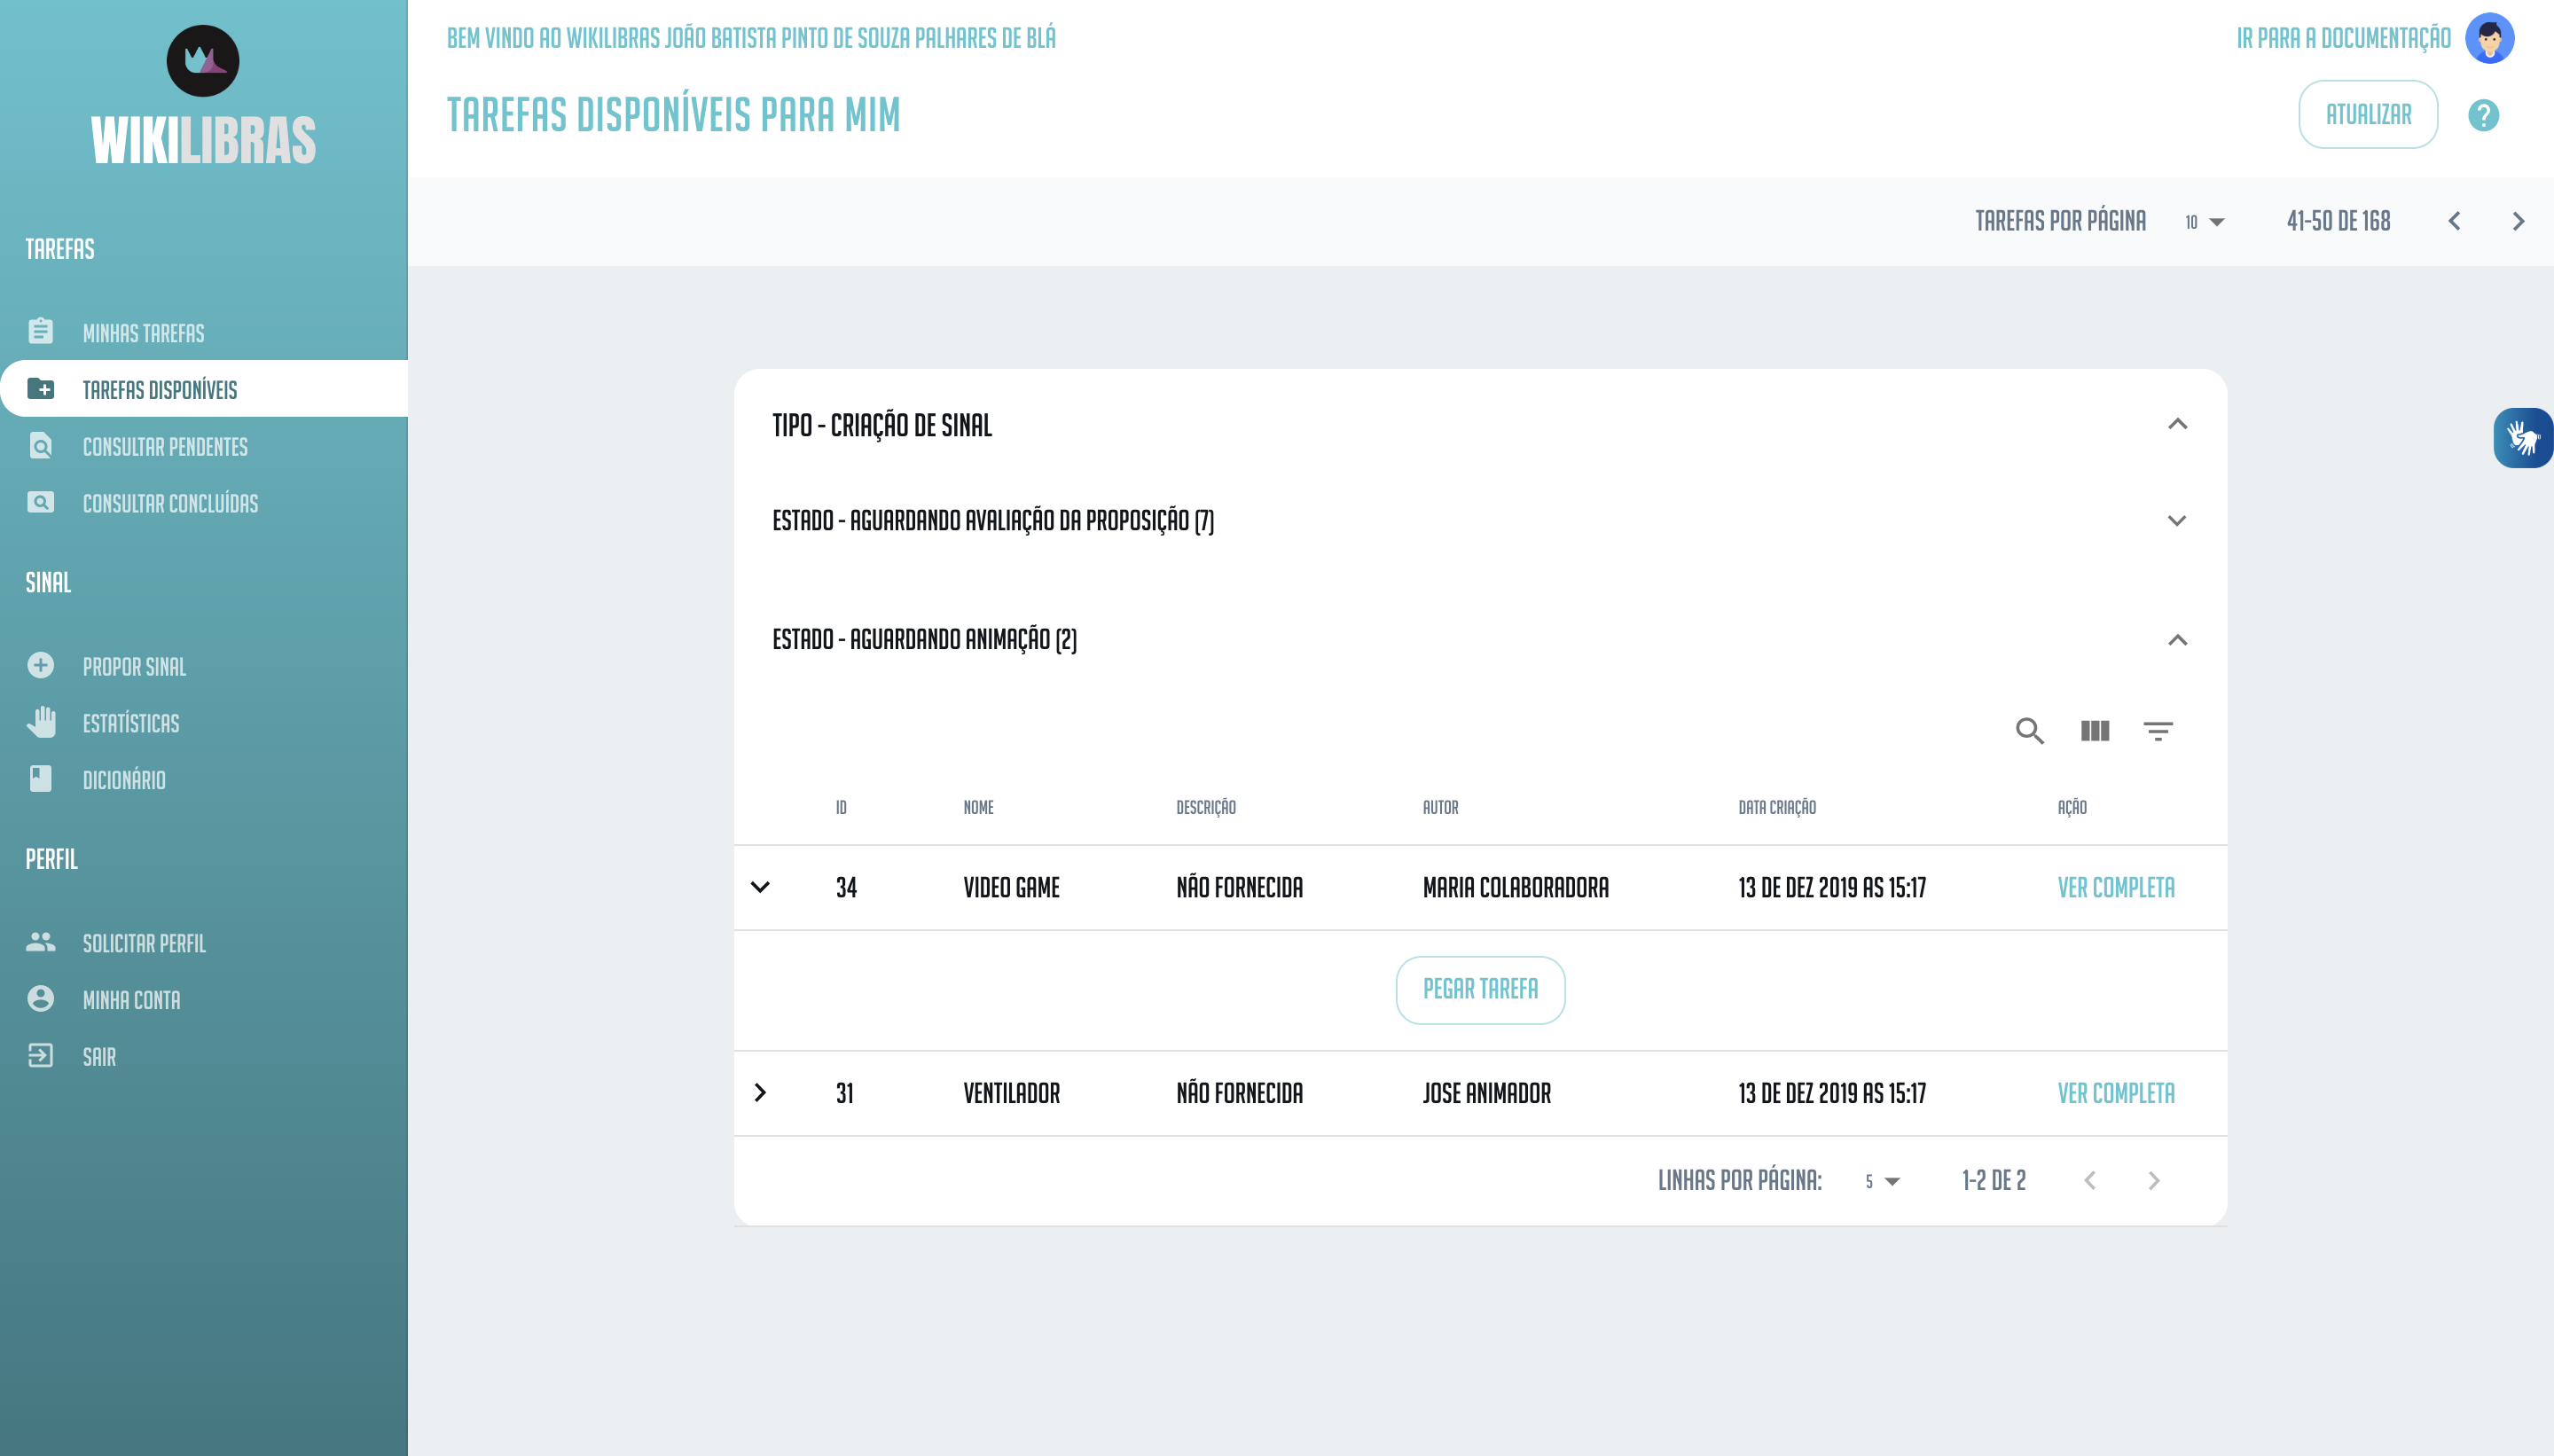 WIKILIBRAS
TAREFAS
MINHAS TAREFAS
TAREFAS DISPONÍVEIS
CONSULTAR PENDENTES
CONSULTAR CONCLUÍDAS
SINAL
PROPOR SINAL
ESTATÍSTICAS
DICIONÁRIO
PERFIL
SOLICITAR PERFIL
MINHA CONTA
SAIR
BEM VINDO AO WIKILIBRAS JOÃO BATISTA PINTO DE SOUZA PALHARES DE BLÁ
IR PARA A DOCUMENTAÇÃO
TAREFAS DISPONÍVEIS PARA MIM
ATUALIZAR
TAREFAS POR PÁGINA 10 41-50 DE 168
TIPO - CRIAÇÃO DE SINAL
ESTADO - AGUARDANDO AVALIAÇÃO DA PROPOSIÇÃO (7)
ESTADO - AGUARDANDO ANIMAÇÃO (2)
ID NOME DESCRIÇÃO AUTOR DATA CRIAÇÃO AÇÃO
34 VIDEO GAME NÃO FORNECIDA MARIA COLABORADORA 13 DE DEZ 2019 AS 15:17 VER COMPLETA
PEGAR TAREFA
31 VENTILADOR NÃO FORNECIDA JOSE ANIMADOR 13 DE DEZ 2019 AS 15:17 VER COMPLETA
LINHAS POR PÁGINA: 5 1-2 DE 2